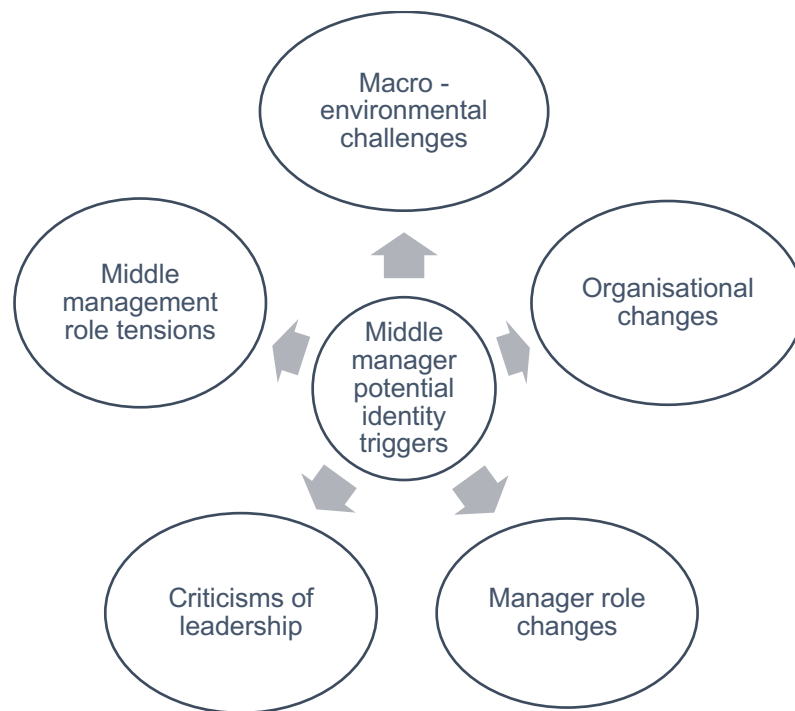 Macro -
environmental
challenges
Middle
management
role tensions
Organisational
changes
Middle
manager
potential
identity
triggers
Criticisms of
leadership
Manager role
changes